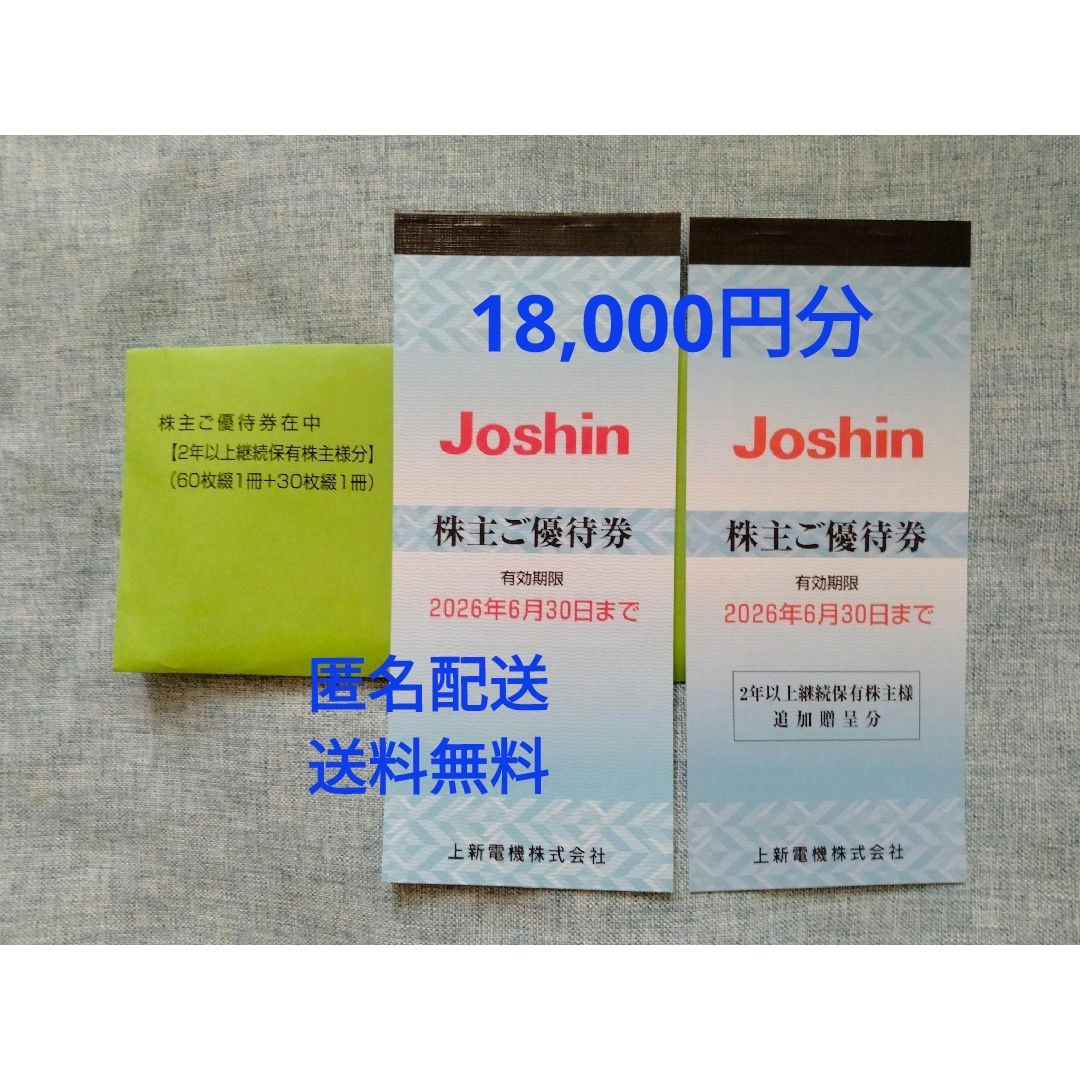 18,000円分
株主ご優待券在中
【2年以上継続保有株主様分】
(60枚綴1冊+30枚綴1冊)
Joshin
株主ご優待券
有効期限
2026年6月30日まで
上新電機株式会社
Joshin
株主ご優待券
有効期限
2026年6月30日まで
2年以上継続保有株主様
追加贈呈分
上新電機株式会社
匿名配送
送料無料